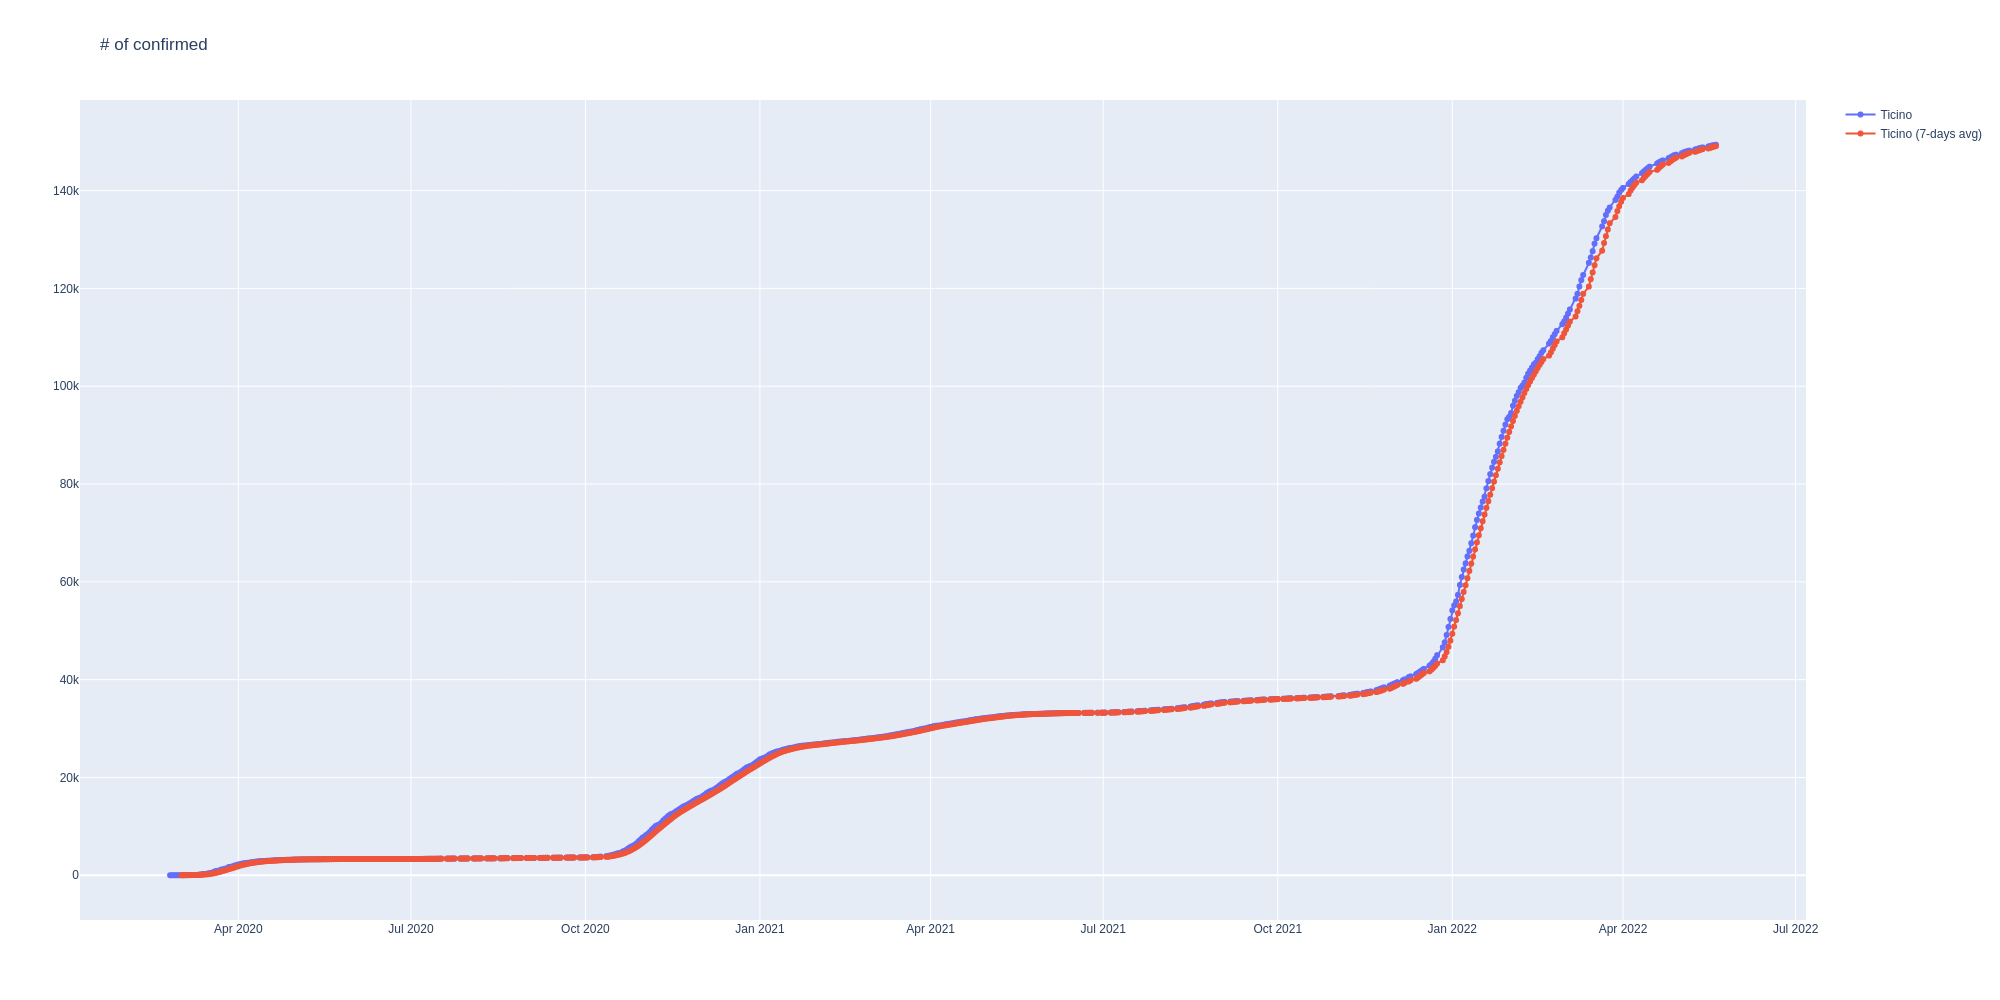 # of confirmed
Ticino
Ticino (7-days avg)
140k
120k
100k
80k
60k
40k
20k
0
Apr 2020
Jul 2020
Oct 2020
Jan 2021
Apr 2021
Jul 2021
Oct 2021
Jan 2022
Apr 2022
Jul 2022